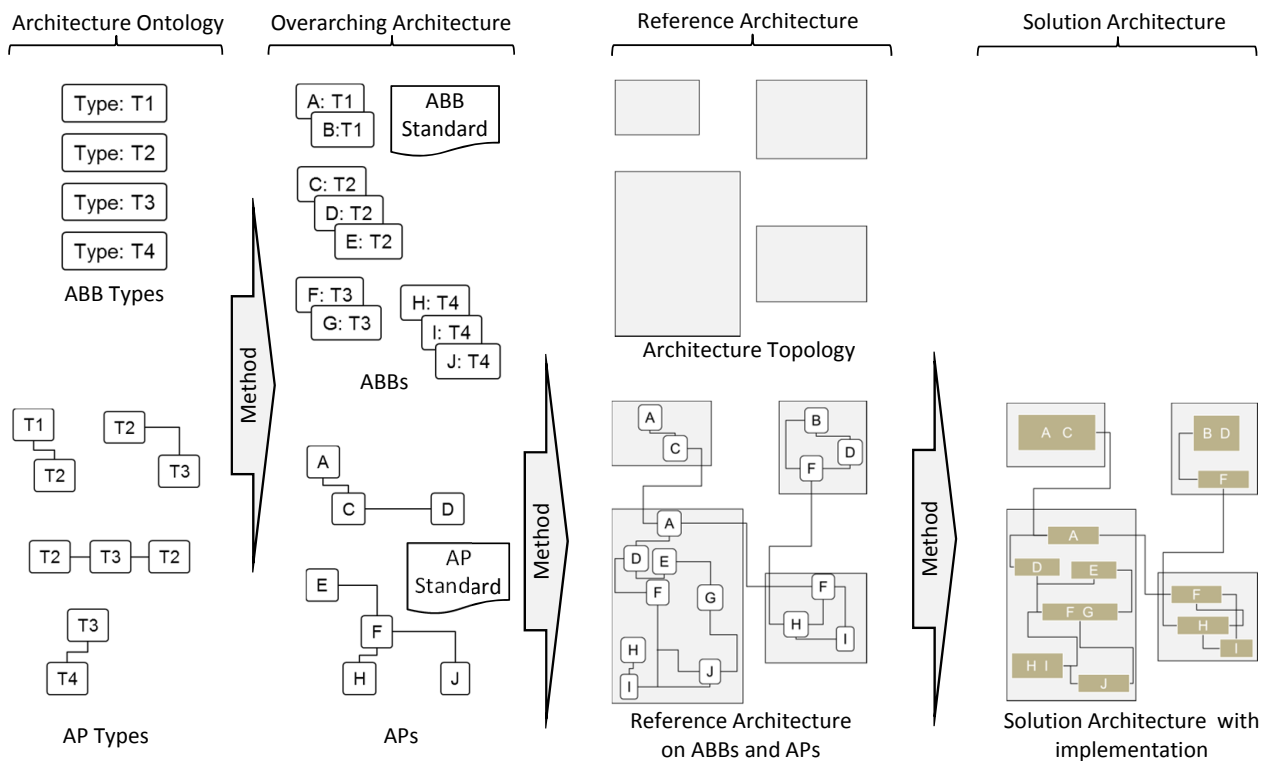 Architecture Ontology
Overarching Architecture
Reference Architecture
Solution Architecture
Type: T1
Type: T2
Type: T3
Type: T4
ABB Types
T1
T2
T2
T3
T2
T3
T2
T3
T4
AP Types
Method
A: T1
B:T1
ABB
Standard
C: T2
D: T2
E: T2
F: T3
G: T3
H: T4
I: T4
J: T4
ABBs
A
C
D
AP
Standard
E
F
H
J
APs
Method
Architecture Topology
A
C
B
D
F
A
D
E
F
G
H
I
J
F
H
I
Reference Architecture
on ABBs and APs
Method
A C
B D
F
A
D
E
F G
H I
J
F
H
I
Solution Architecture with
implementation